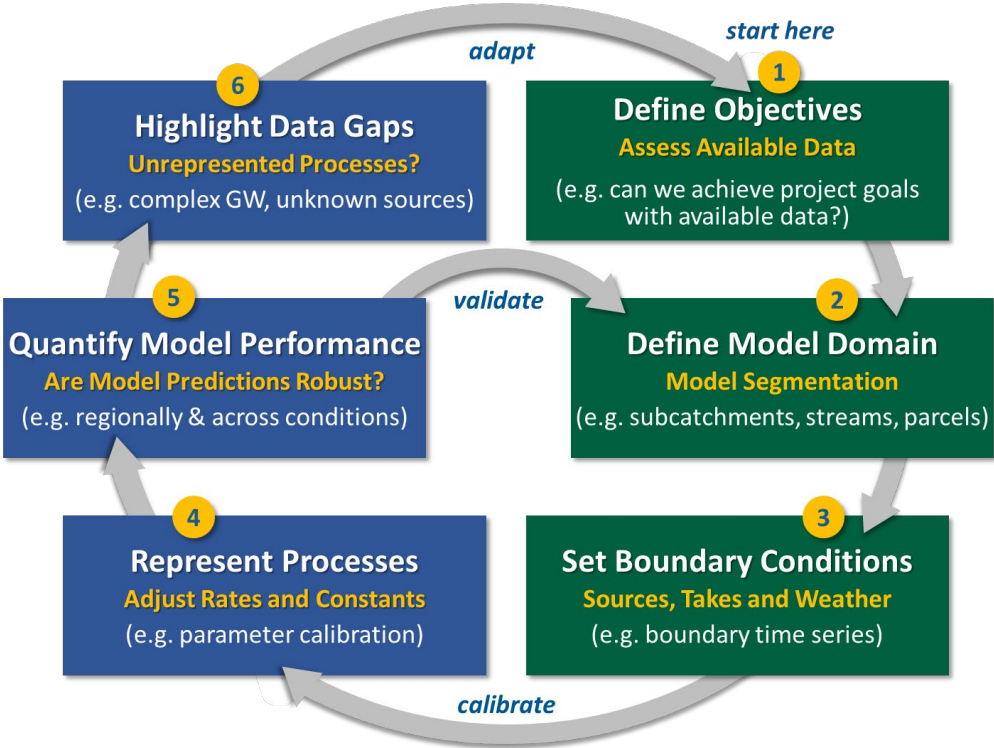 start here
1
Define Objectives
Assess Available Data
(e.g. can we achieve project goals
with available data?)
2
Define Model Domain
Model Segmentation
(e.g. subcatchments, streams, parcels)
3
Set Boundary Conditions
Sources, Takes and Weather
(e.g. boundary time series)
calibrate
4
Represent Processes
Adjust Rates and Constants
(e.g. parameter calibration)
5
Quantify Model Performance
Are Model Predictions Robust?
(e.g. regionally & across conditions)
validate
6
Highlight Data Gaps
Unrepresented Processes?
(e.g. complex GW, unknown sources)
adapt